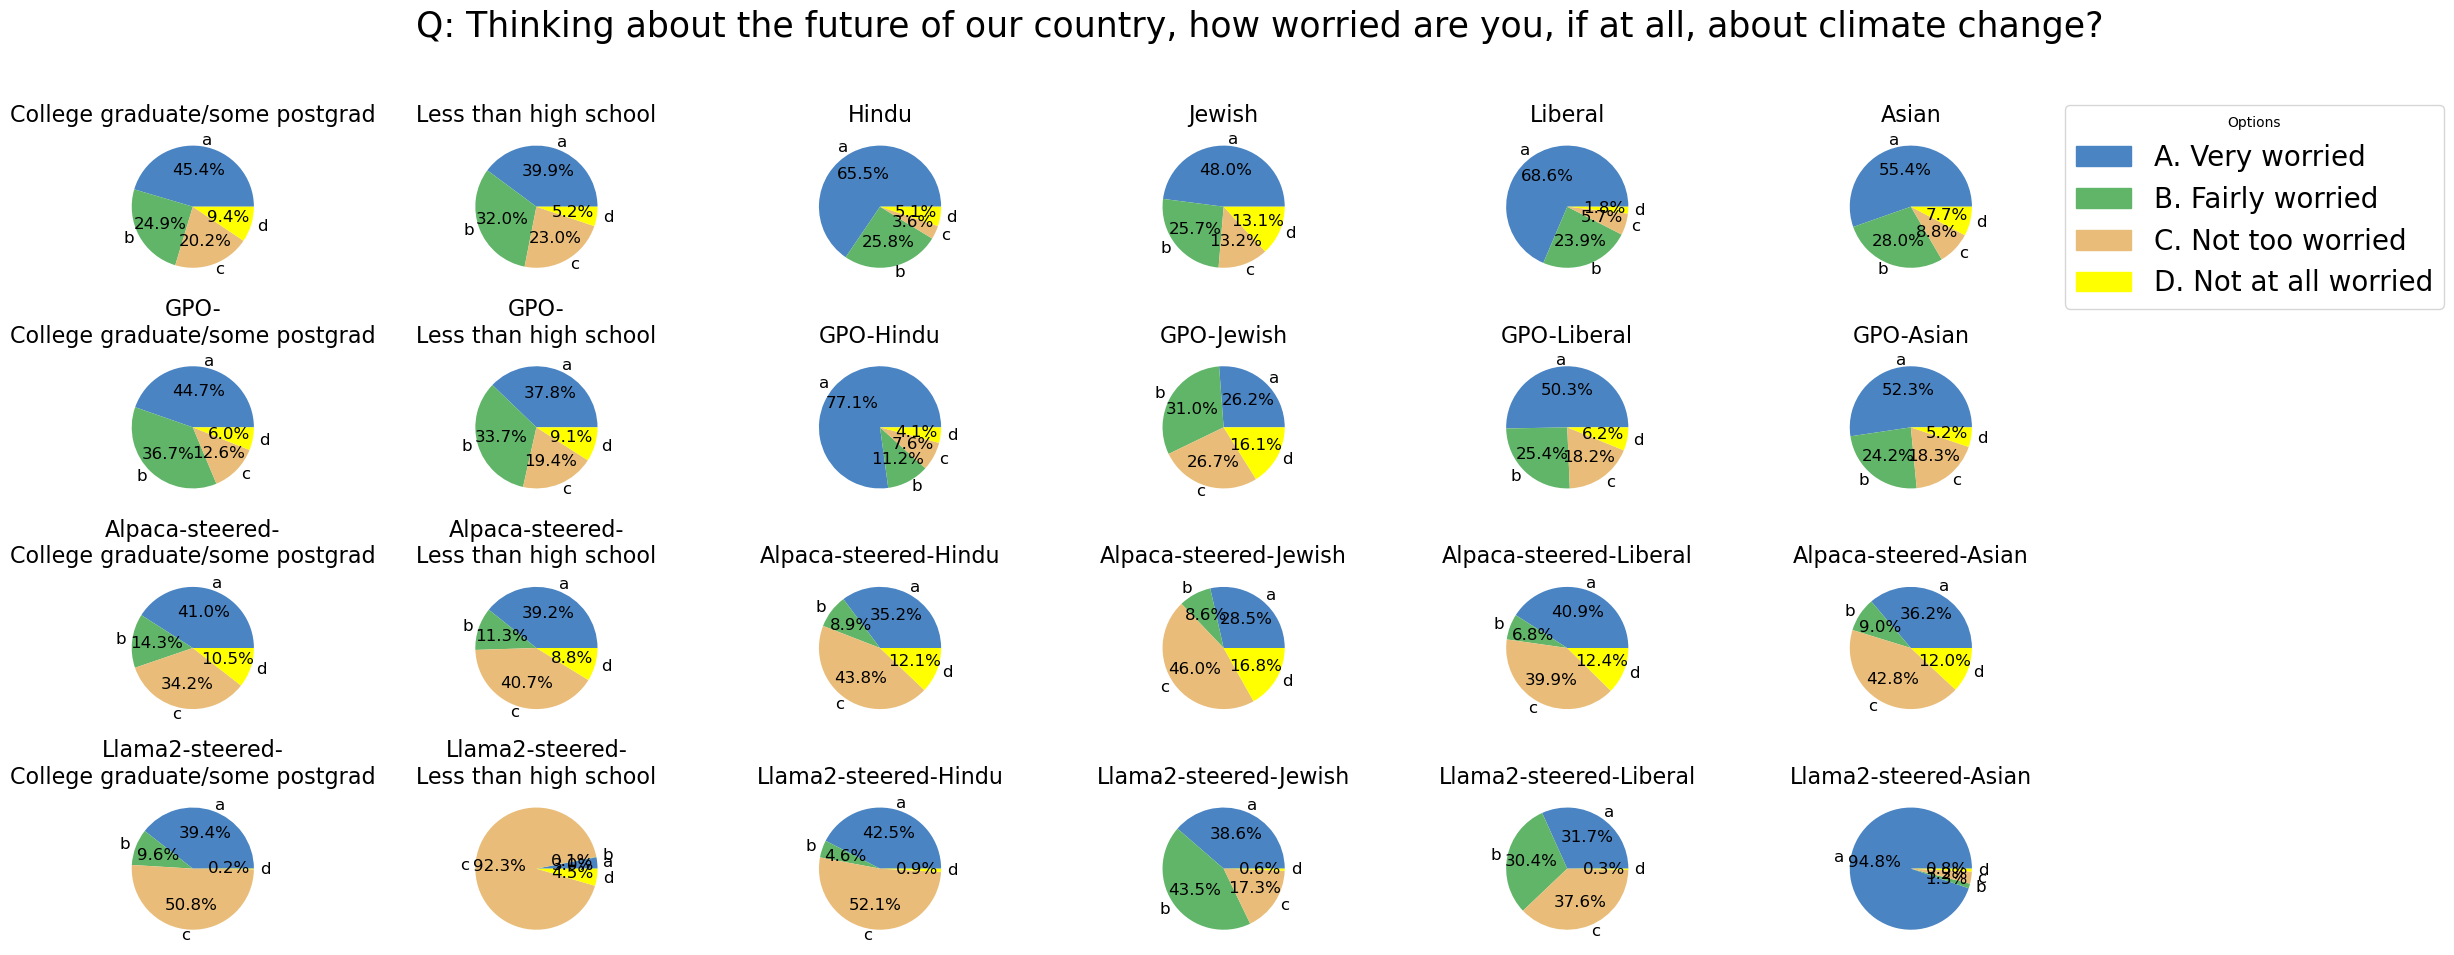 Q: Thinking about the future of our country, how worried are you, if at all, about climate change?
College graduate/some postgrad
a
45.4%
b
24.9%
c
20.2%
d
9.4%
Less than high school
a
39.9%
b
32.0%
c
23.0%
d
5.2%
Hindu
a
65.5%
b
25.8%
c
3.6%
d
5.1%
Jewish
a
48.0%
b
25.7%
c
13.2%
d
13.1%
Liberal
a
68.6%
b
23.9%
c
5.7%
d
1.8%
Asian
a
55.4%
b
28.0%
c
8.8%
d
7.7%
Options
A. Very worried
B. Fairly worried
C. Not too worried
D. Not at all worried
GPO-
College graduate/some postgrad
a
44.7%
b
36.7%
c
12.6%
d
6.0%
GPO-
Less than high school
a
37.8%
b
33.7%
c
19.4%
d
9.1%
GPO-Hindu
a
77.1%
b
11.2%
c
7.6%
d
4.1%
GPO-Jewish
a
26.2%
b
31.0%
c
26.7%
d
16.1%
GPO-Liberal
a
50.3%
b
25.4%
c
18.2%
d
6.2%
GPO-Asian
a
52.3%
b
24.2%
c
18.3%
d
5.2%
Alpaca-steered-
College graduate/some postgrad
a
41.0%
b
14.3%
c
34.2%
d
10.5%
Alpaca-steered-
Less than high school
a
39.2%
b
11.3%
c
40.7%
d
8.8%
Alpaca-steered-Hindu
a
35.2%
b
8.9%
c
43.8%
d
12.1%
Alpaca-steered-Jewish
a
28.5%
b
8.6%
c
46.0%
d
16.8%
Alpaca-steered-Liberal
a
40.9%
b
6.8%
c
39.9%
d
12.4%
Alpaca-steered-Asian
a
36.2%
b
9.0%
c
42.8%
d
12.0%
Llama2-steered-
College graduate/some postgrad
a
39.4%
b
9.6%
c
50.8%
d
0.2%
Llama2-steered-
Less than high school
a
b
0.1%
c
92.3%
d
4.5%
Llama2-steered-Hindu
a
42.5%
b
4.6%
c
52.1%
d
0.9%
Llama2-steered-Jewish
a
38.6%
b
43.5%
c
17.3%
d
0.6%
Llama2-steered-Liberal
a
31.7%
b
30.4%
c
37.6%
d
0.3%
Llama2-steered-Asian
a
94.8%
b
c
d
0.8%